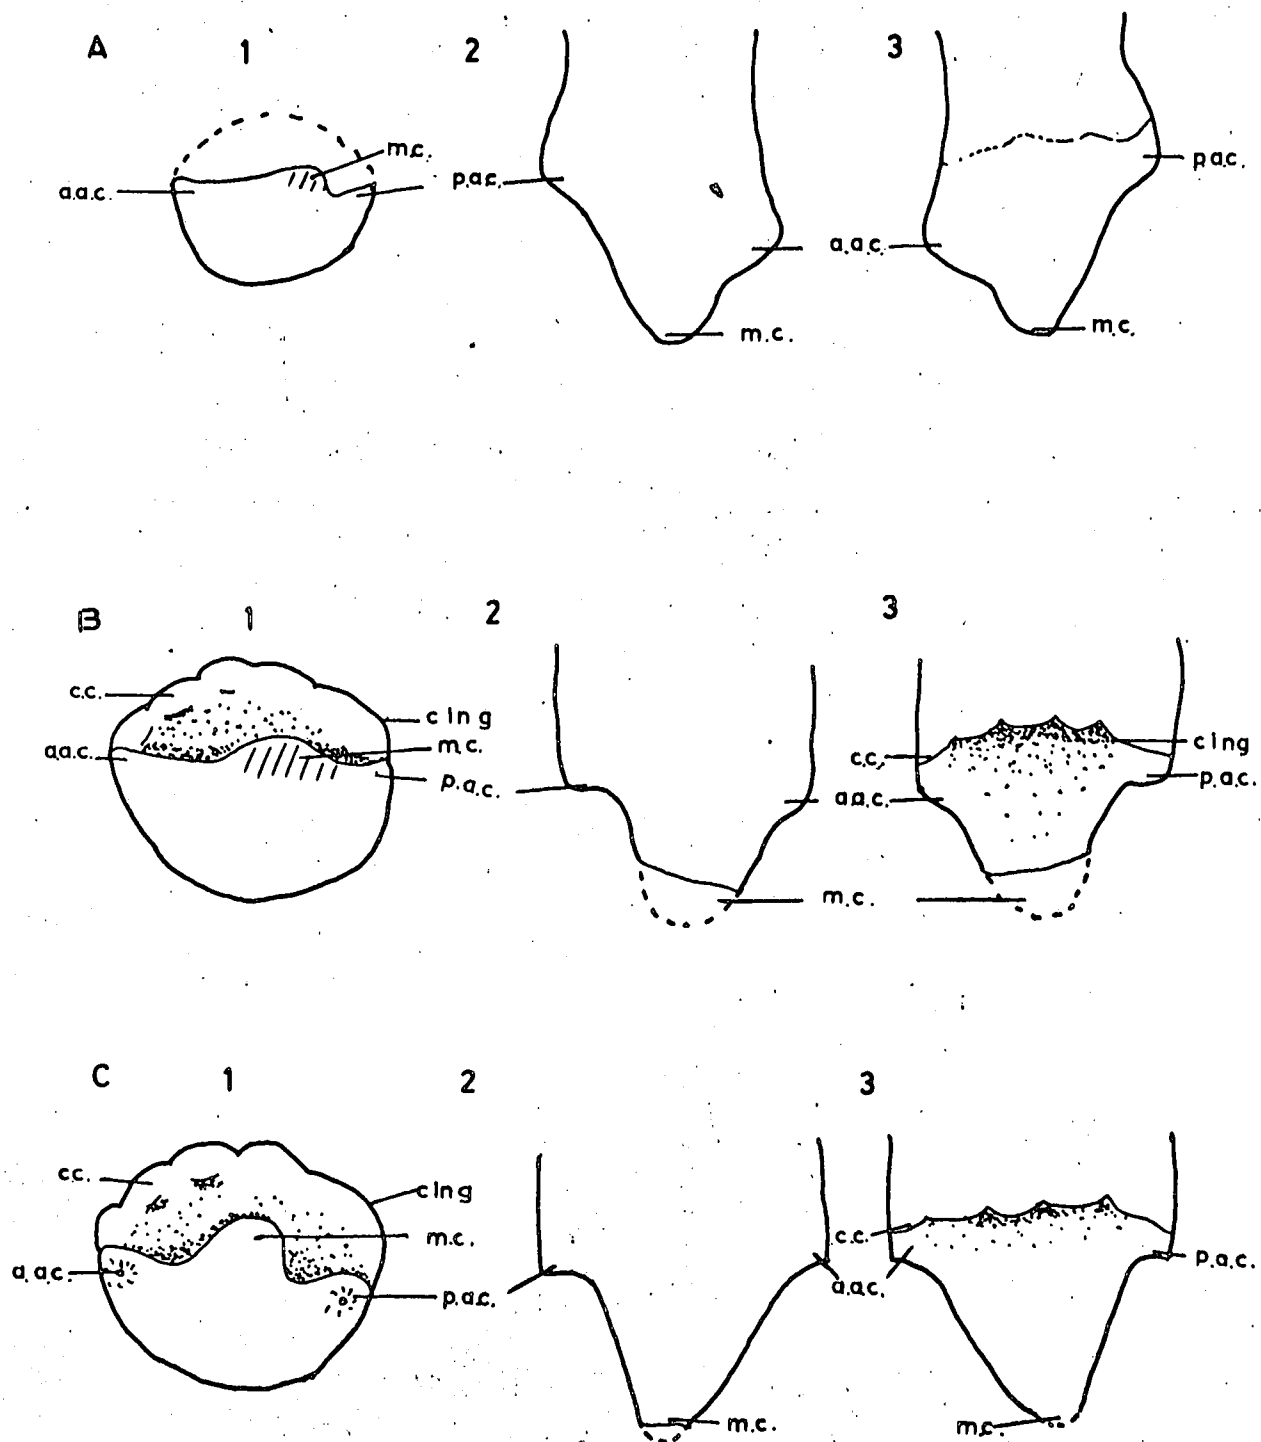 A 1 2 3
m.c.
a.a.c. p.a.c. p.a.c.
a.a.c.
m.c. m.c.
B 1 2 3
c.c. cing cing
a.a.c. m.c. c.c.
p.a.c. a.a.c. p.a.c.
m.c.
C 1 2 3
c.c. cing
m.c. c.c.
a.a.c. p.a.c. a.a.c. p.a.c.
m.c. m.c.